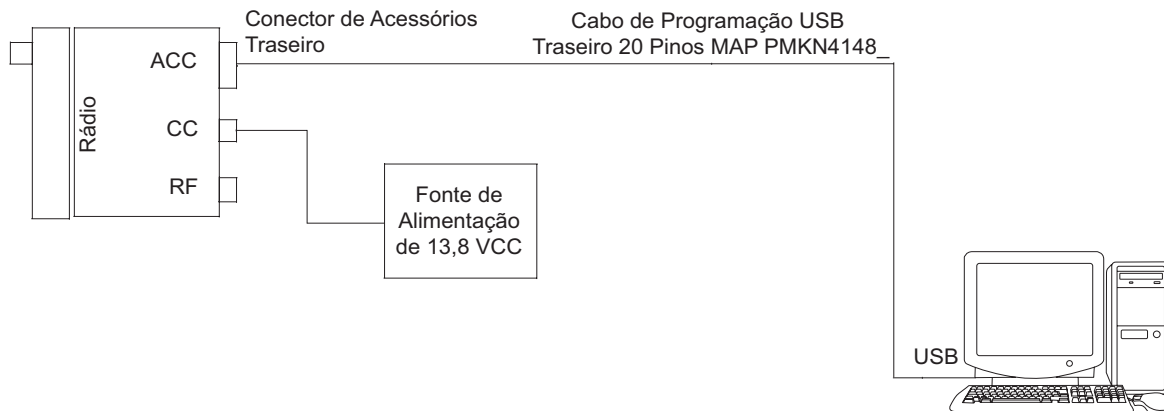 Conector de Acessórios
Traseiro
Cabo de Programação USB
Traseiro 20 Pinos MAP PMKN4148_
ACC
Rádio
CC
RF
Fonte de
Alimentação
de 13,8 VCC
USB